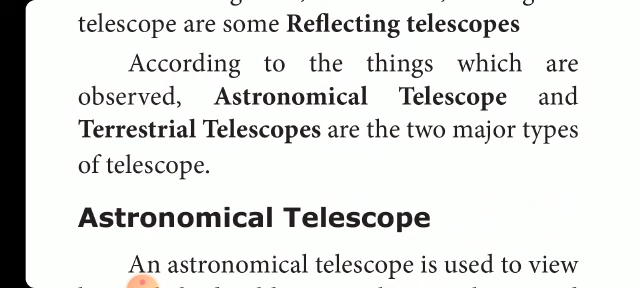 telescope are some Reflecting telescopes
According to the things which are
observed, Astronomical Telescope and
Terrestrial Telescopes are the two major types
of telescope.
Astronomical Telescope
An astronomical telescope is used to view